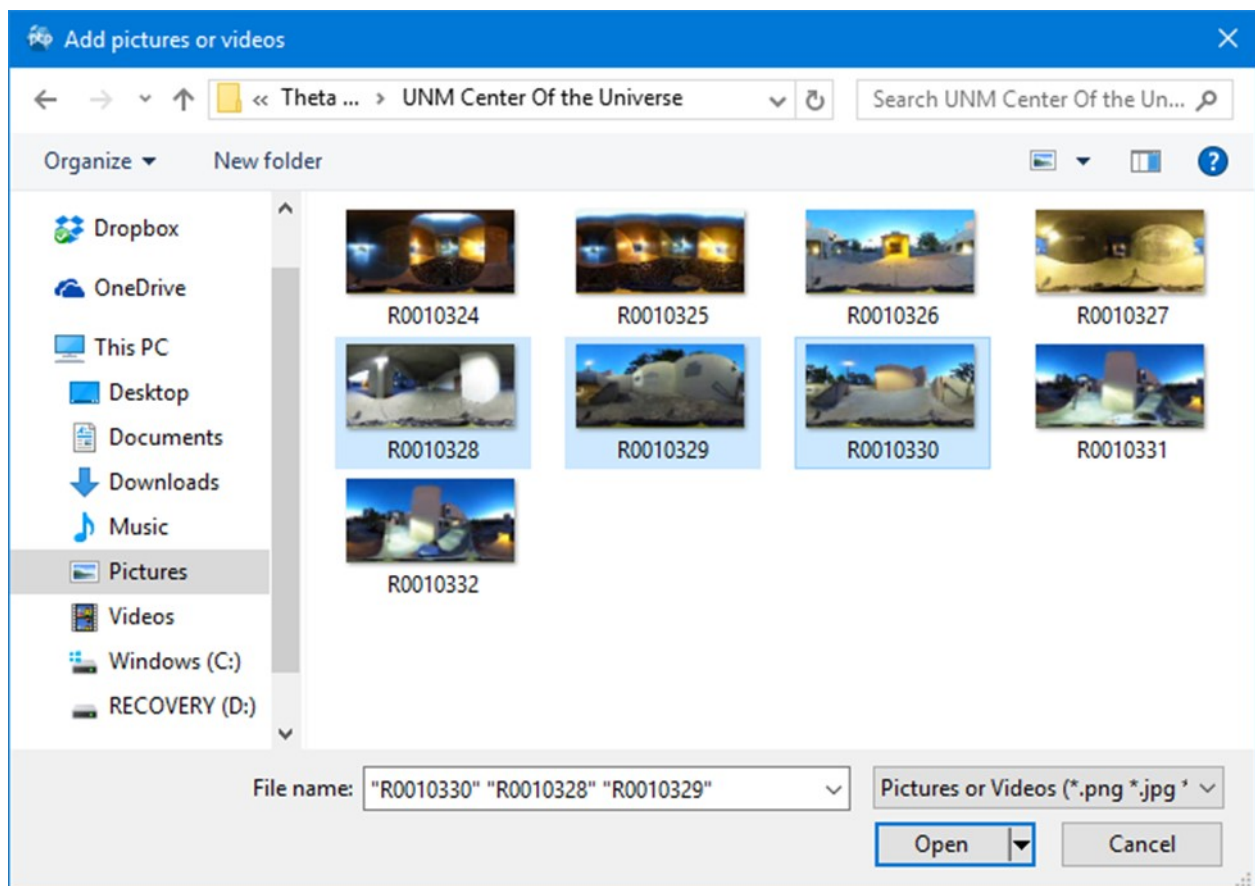 Add pictures or videos
« Theta ... > UNM Center Of the Universe
Search UNM Center Of the Un...
Organize
New folder
?
Dropbox
OneDrive
This PC
Desktop
Documents
Downloads
Music
Pictures
Videos
Windows (C:)
RECOVERY (D:)
R0010324
R0010325
R0010326
R0010327
R0010328
R0010329
R0010330
R0010331
R0010332
File name:
"R0010330" "R0010328" "R0010329"
Pictures or Videos (*.png *.jpg *
Open
Cancel